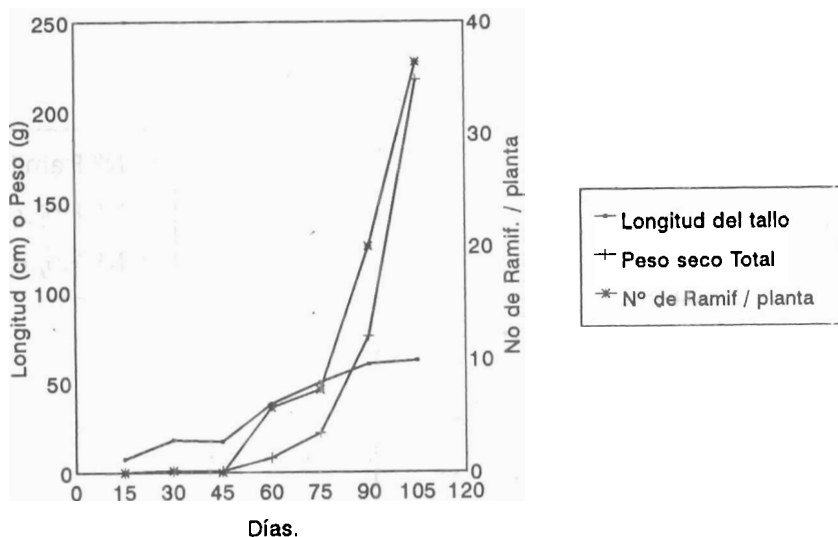 250
200
150
100
50
0
Longitud (cm) o Peso (g)
40
30
20
10
0
No de Ramif. / planta
0 15 30 45 60 75 90 105 120
Días.
Longitud del tallo
Peso seco Total
Nº de Ramif / planta